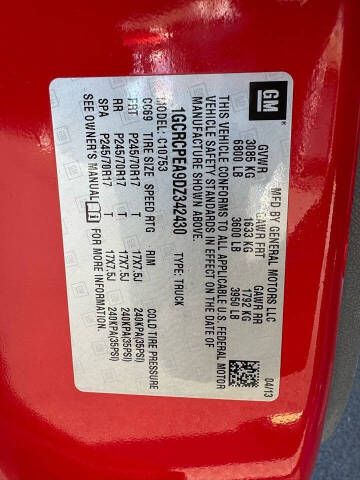 GM
MFD BY GENERAL MOTORS LLC
04/13
GVWR GAWR FRT GAWR RR
3085 KG 1633 KG 1792 KG
6800 LB 3600 LB 3950 LB
THIS VEHICLE CONFORMS TO ALL APPLICABLE U.S. FEDERAL MOTOR
VEHICLE SAFETY STANDARDS IN EFFECT ON THE DATE OF
MANUFACTURE SHOWN ABOVE.
1GCRCPEA9DZ342430 TYPE: TRUCK
MODEL: C10753
CC69 TIRE SIZE SPEED RTG RIM COLD TIRE PRESSURE
FRT P245/70R17 T 17X7.5J 240KPA(35PSI)
RR P245/70R17 T 17X7.5J 240KPA(35PSI)
SPA P245/70R17 T 17X7.5J 240KPA(35PSI)
SEE OWNER'S MANUAL FOR MORE INFORMATION.